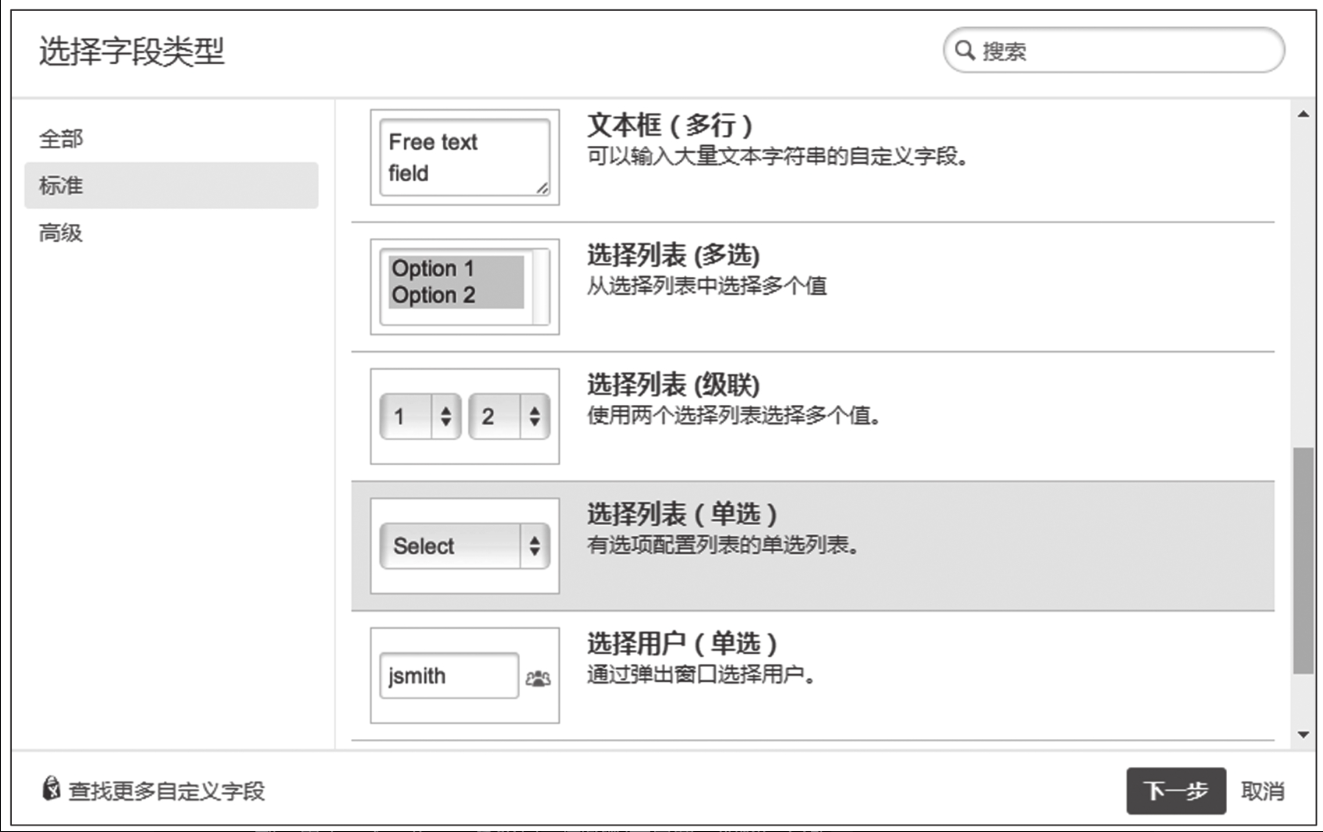 选择字段类型
搜索
全部
标准
高级
Free text
field
文本框（多行）
可以输入大量文本字符串的自定义字段。
Option 1
Option 2
选择列表 (多选)
从选择列表中选择多个值
1
2
选择列表 (级联)
使用两个选择列表选择多个值。
Select
选择列表（单选）
有选项配置列表的单选列表。
jsmith
选择用户（单选）
通过弹出窗口选择用户。
查找更多自定义字段
下一步
取消